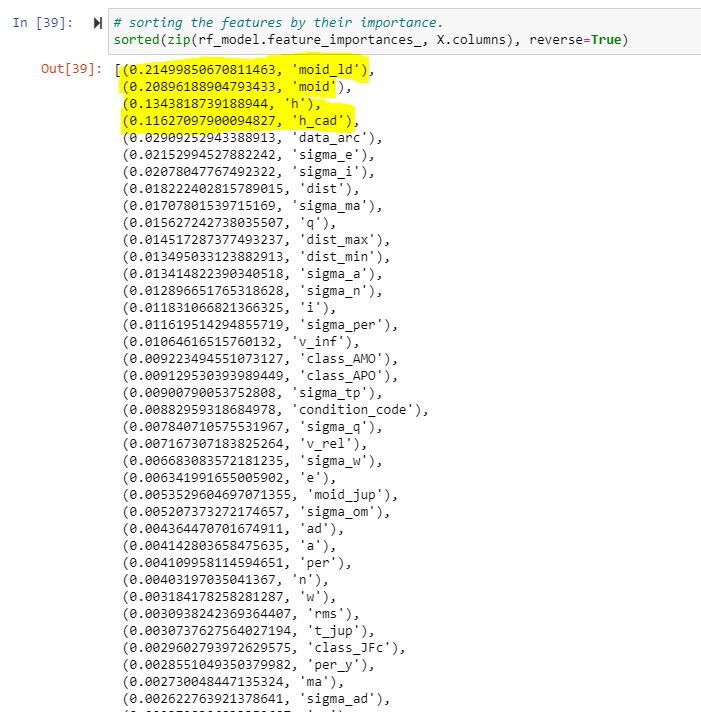 In [39]: # sorting the features by their importance.
sorted(zip(rf_model.feature_importances_, X.columns), reverse=True)
Out[39]: [(0.21499850670811463, 'moid_ld'),
(0.20896188904793433, 'moid'),
(0.1343818739188944, 'h'),
(0.11627097900094827, 'h_cad'),
(0.02909252943388913, 'data_arc'),
(0.02152994527882242, 'sigma_e'),
(0.02078047767492322, 'sigma_i'),
(0.018222402815789015, 'dist'),
(0.01707801539715169, 'sigma_ma'),
(0.015627242738035507, 'q'),
(0.014517287377493237, 'dist_max'),
(0.013495033123882913, 'dist_min'),
(0.013414822390340518, 'sigma_a'),
(0.012896651765318628, 'sigma_n'),
(0.011831066821366325, 'i'),
(0.011619514294855719, 'sigma_per'),
(0.01064616515760132, 'v_inf'),
(0.009223494551073127, 'class_AMO'),
(0.009129530393989449, 'class_APO'),
(0.00900790053752808, 'sigma_tp'),
(0.00882959318684978, 'condition_code'),
(0.007840710575531967, 'sigma_q'),
(0.007167307183825264, 'v_rel'),
(0.006683083572181235, 'sigma_w'),
(0.006341991655005902, 'e'),
(0.0053529604697071355, 'moid_jup'),
(0.005207373272174657, 'sigma_om'),
(0.004364470701674911, 'ad'),
(0.004142803658475635, 'a'),
(0.004109958114594651, 'per'),
(0.00403197035041367, 'n'),
(0.003184178258281287, 'w'),
(0.0030938242369364407, 'rms'),
(0.0030737627564027194, 't_jup'),
(0.0029602793972629575, 'class_JFc'),
(0.0028551049350379982, 'per_y'),
(0.002730048447135324, 'ma'),
(0.002622763921378641, 'sigma_ad'),